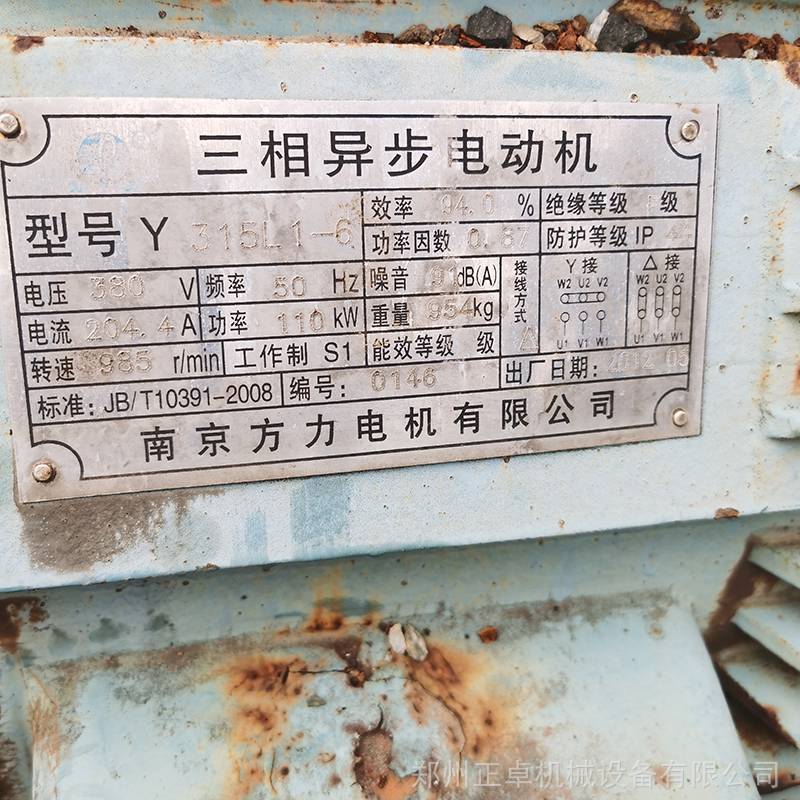 三相异步电动机
型号 Y 315L1-6 效率 94.0 % 绝缘等级 级
功率因数 0.87 防护等级 IP
电压 380 V 频率 50 Hz 噪音 91 dB(A) 接线方式 Y 接 △ 接
W2 U2 V2 W2 U2 V2
电流 204.4 A 功率 110 kW 重量 954 kg
U1 V1 W1 U1 V1 W1
转速 985 r/min 工作制 S1 能效等级 级 △
标准: JB/T10391-2008 编号: 0146 出厂日期: 2012 05
南京方力电机有限公司
郑州正卓机械设备有限公司